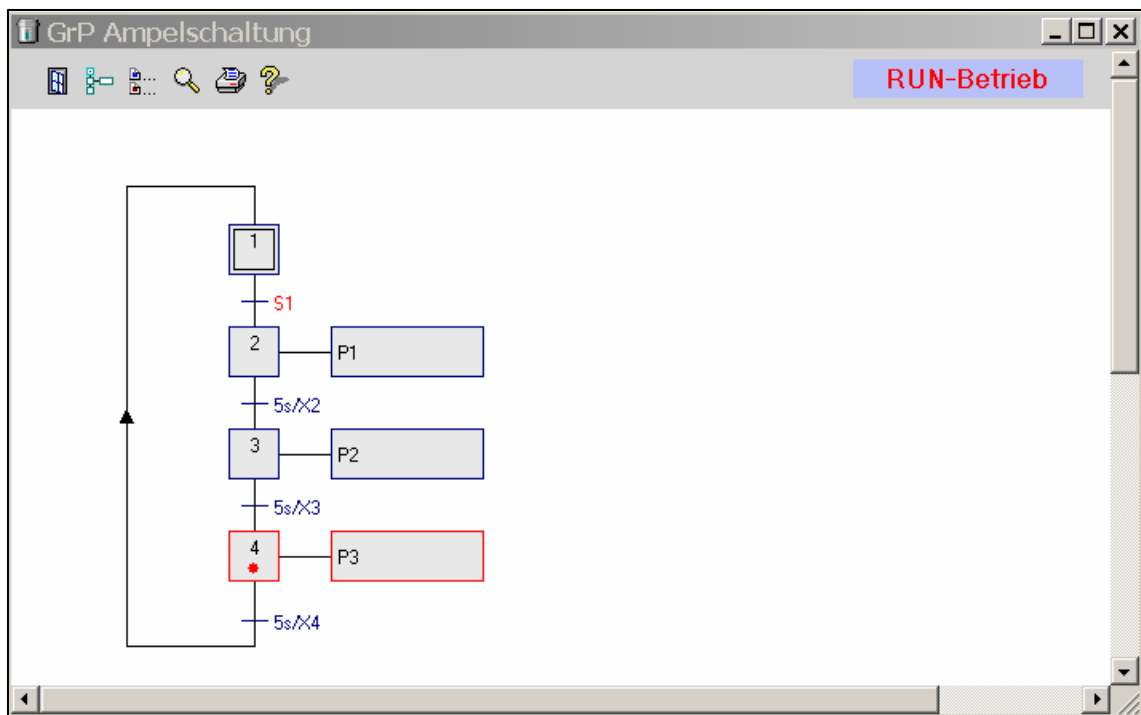 GrP Ampelschaltung
RUN-Betrieb
1
S1
2
P1
5s/X2
3
P2
5s/X3
4
P3
5s/X4